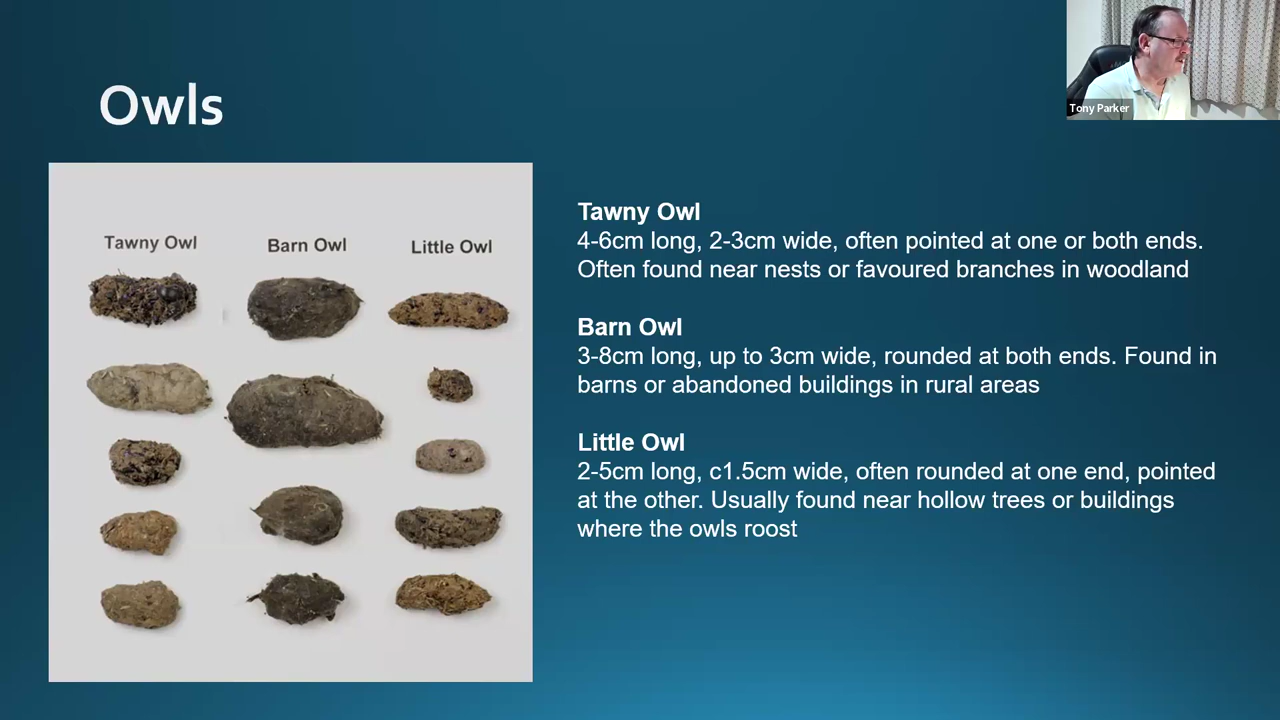 Owls
Tony Parker
Tawny Owl
Barn Owl
Little Owl
Tawny Owl
4-6cm long, 2-3cm wide, often pointed at one or both ends.
Often found near nests or favoured branches in woodland
Barn Owl
3-8cm long, up to 3cm wide, rounded at both ends. Found in
barns or abandoned buildings in rural areas
Little Owl
2-5cm long, c1.5cm wide, often rounded at one end, pointed
at the other. Usually found near hollow trees or buildings
where the owls roost